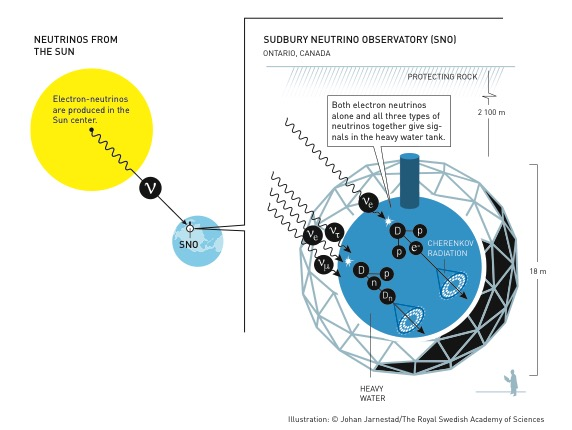 NEUTRINOS FROM
THE SUN
Electron-neutrinos
are produced in the
Sun center.
ν
SNO
SUDBURY NEUTRINO OBSERVATORY (SNO)
ONTARIO, CANADA
PROTECTING ROCK
2 100 m
Both electron neutrinos
alone and all three types of
neutrinos together give sig-
nals in the heavy water tank.
νe
νe
ντ
νμ
D
p
p
e-
CHERENKOV
RADIATION
D
p
n
Dn
18 m
HEAVY
WATER
Illustration: © Johan Jarnestad/The Royal Swedish Academy of Sciences